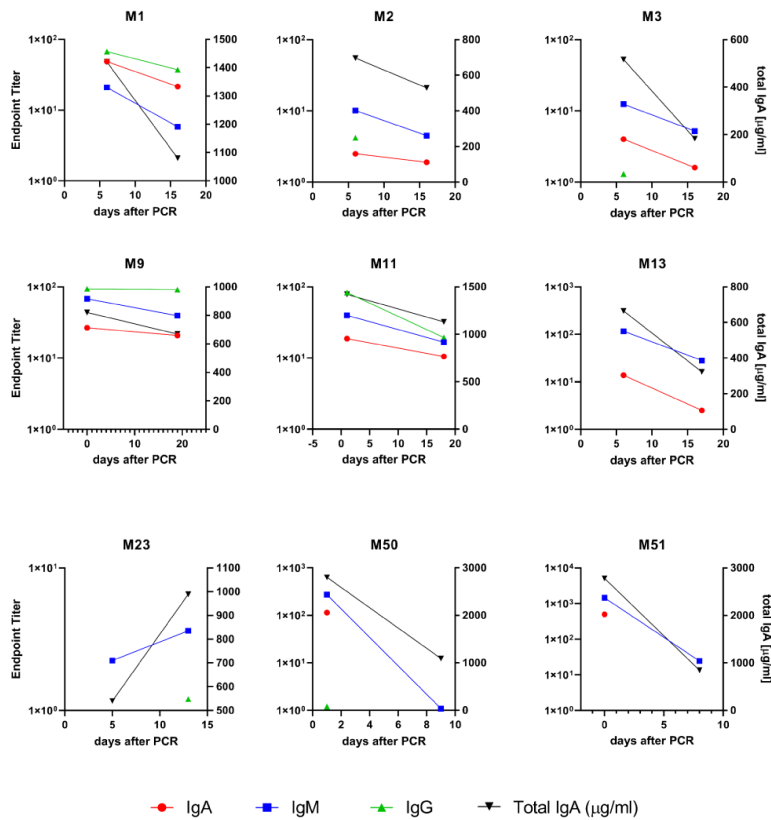 M1 M2 M3
1×10² 1500 1×10² 800 1×10² 600
1400 600
1×10¹ 1300 1×10¹ 400 1×10¹ 400
1200 200 200
1100
1×10⁰ 1000 1×10⁰ 0 1×10⁰ 0
Endpoint Titer total IgA [μg/ml]
0 5 10 15 20 0 5 10 15 20 0 5 10 15 20
days after PCR days after PCR days after PCR
M9 M11 M13
1×10² 1000 1×10² 1500 1×10³ 800
900
800 1×10² 600
700 1000
1×10¹ 600 1×10¹ 400
500
400 500 1×10¹
300 200
200
100
1×10⁰ 0 1×10⁰ 0 1×10⁰ 0
Endpoint Titer total IgA [μg/ml]
0 10 20 -5 0 5 10 15 20 0 5 10 15 20
days after PCR days after PCR days after PCR
M23 M50 M51
1×10¹ 1100 1×10³ 3000 1×10⁴ 3000
1000
900 1×10² 2000 1×10³ 2000
800 1×10²
700 1×10¹ 1000 1×10¹ 1000
600
1×10⁰ 500 1×10⁰ 0 1×10⁰ 0
Endpoint Titer total IgA [μg/ml]
0 5 10 15 0 2 4 6 8 10 0 10
days after PCR days after PCR days after PCR
IgA IgM IgG Total IgA (μg/ml)